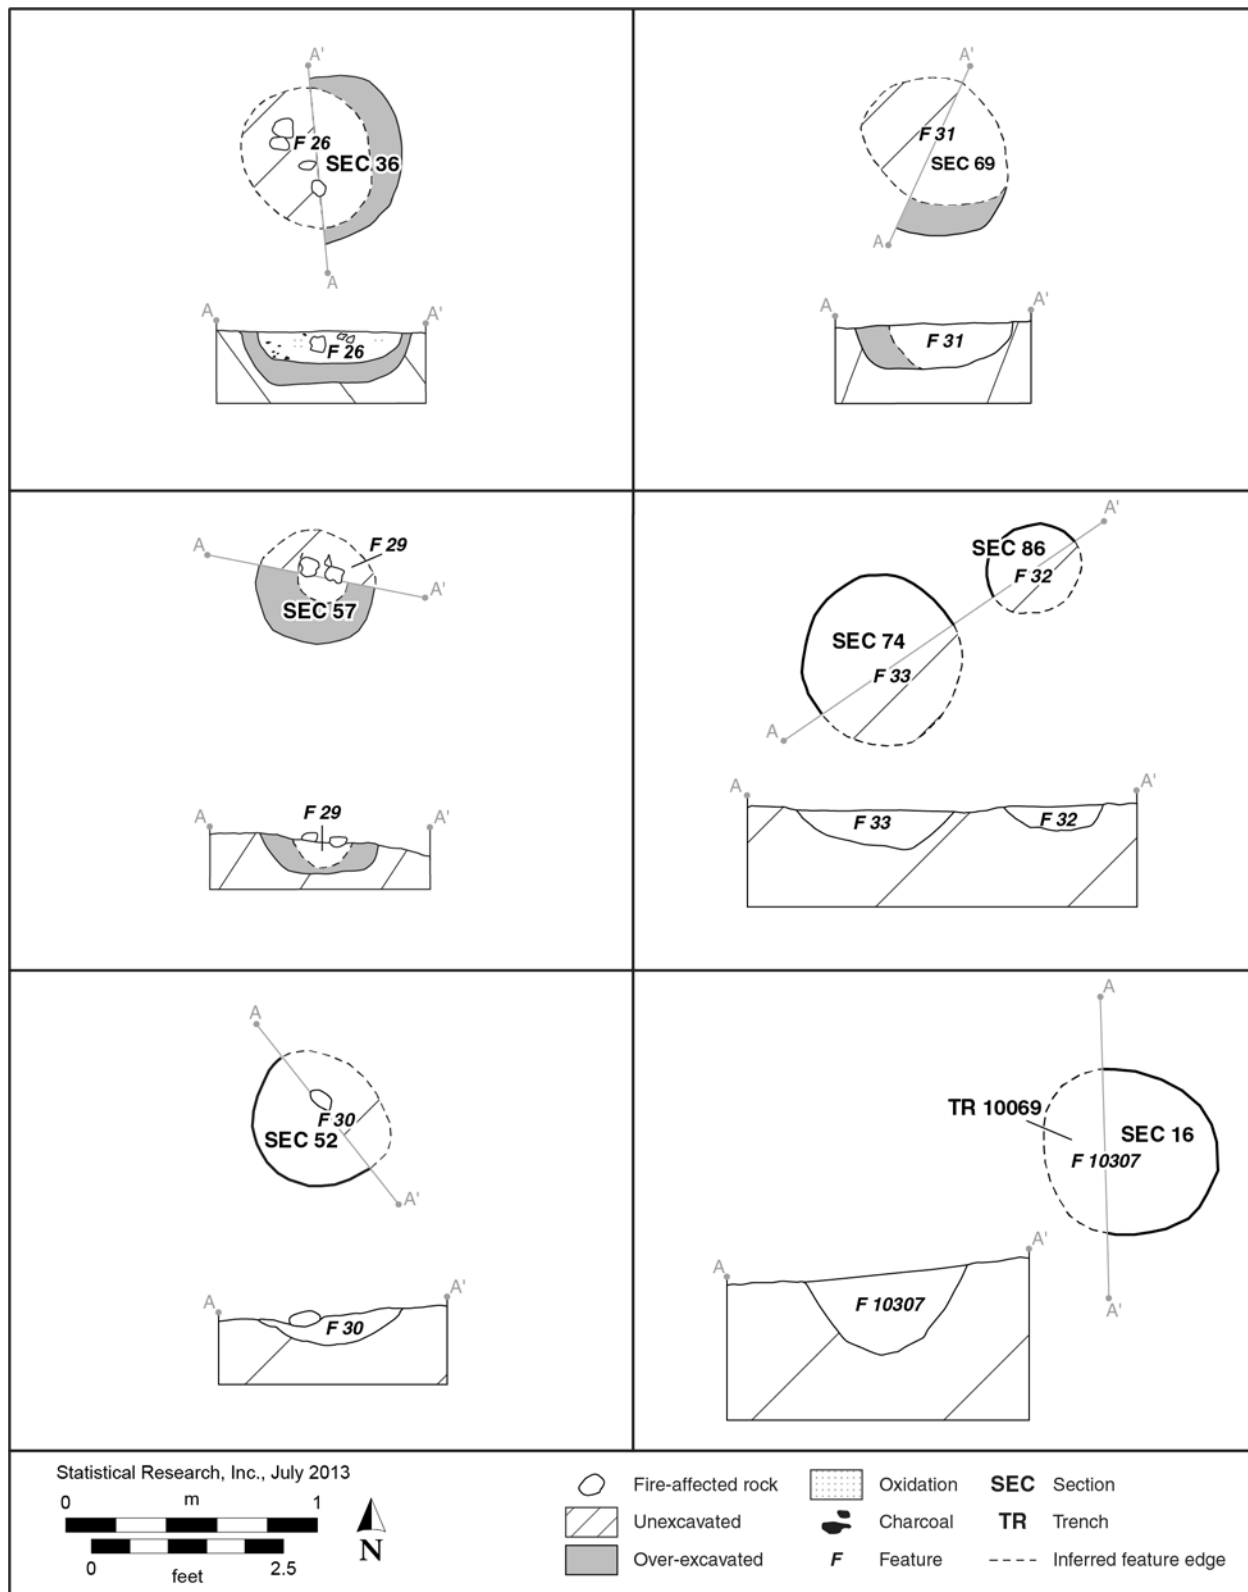 A'
F 26
SEC 36
A
A
A'
F 26
A'
F 31
SEC 69
A
A
A'
F 31
A
F 29
A'
SEC 57
F 29
A
A'
A'
SEC 86
F 32
SEC 74
F 33
A
A
A'
F 33
F 32
A
F 30
SEC 52
A'
A
A'
F 30
A
TR 10069
SEC 16
F 10307
A'
A
A'
F 10307
Statistical Research, Inc., July 2013
0 m 1
N
0 2.5
feet
Fire-affected rock
Unexcavated
Over-excavated
Oxidation
Charcoal
F Feature
SEC Section
TR Trench
Inferred feature edge